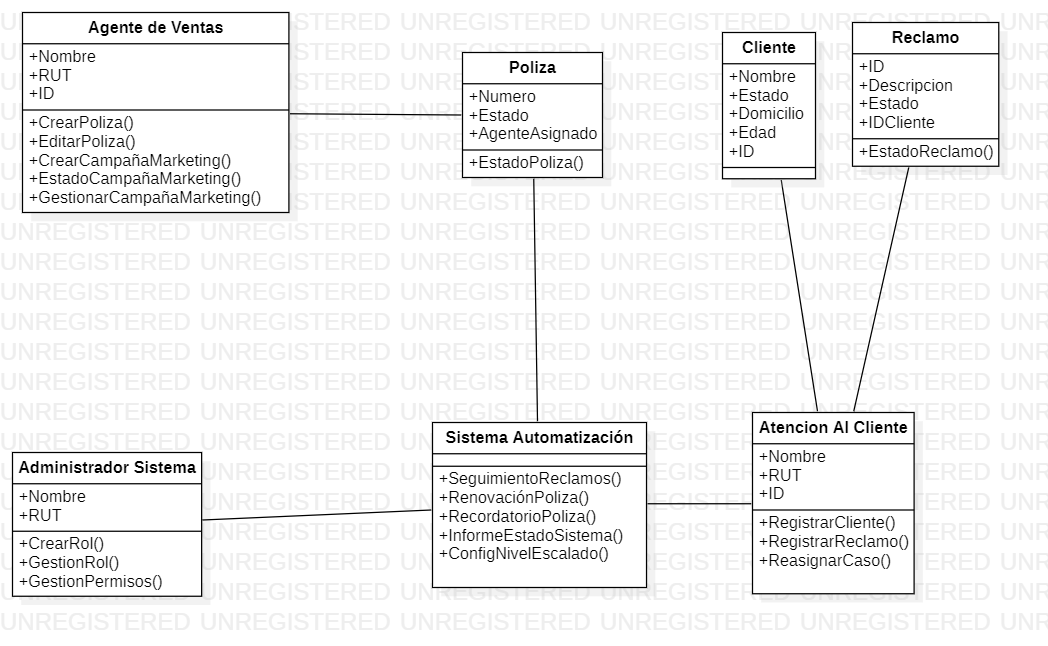 Agente de Ventas
+Nombre
+RUT
+ID
+CrearPoliza()
+EditarPoliza()
+CrearCampañaMarketing()
+EstadoCampañaMarketing()
+GestionarCampañaMarketing()
Poliza
+Numero
+Estado
+AgenteAsignado
+EstadoPoliza()
Cliente
+Nombre
+Estado
+Domicilio
+Edad
+ID
Reclamo
+ID
+Descripcion
+Estado
+IDCliente
+EstadoReclamo()
Administrador Sistema
+Nombre
+RUT
+CrearRol()
+GestionRol()
+GestionPermisos()
Sistema Automatización
+SeguimientoReclamos()
+RenovaciónPoliza()
+RecordatorioPoliza()
+InformeEstadoSistema()
+ConfigNivelEscalado()
Atencion Al Cliente
+Nombre
+RUT
+ID
+RegistrarCliente()
+RegistrarReclamo()
+ReasignarCaso()
UNREGISTERED UNREGISTERED UNREGISTERED UNREGISTERED UNREGISTERED